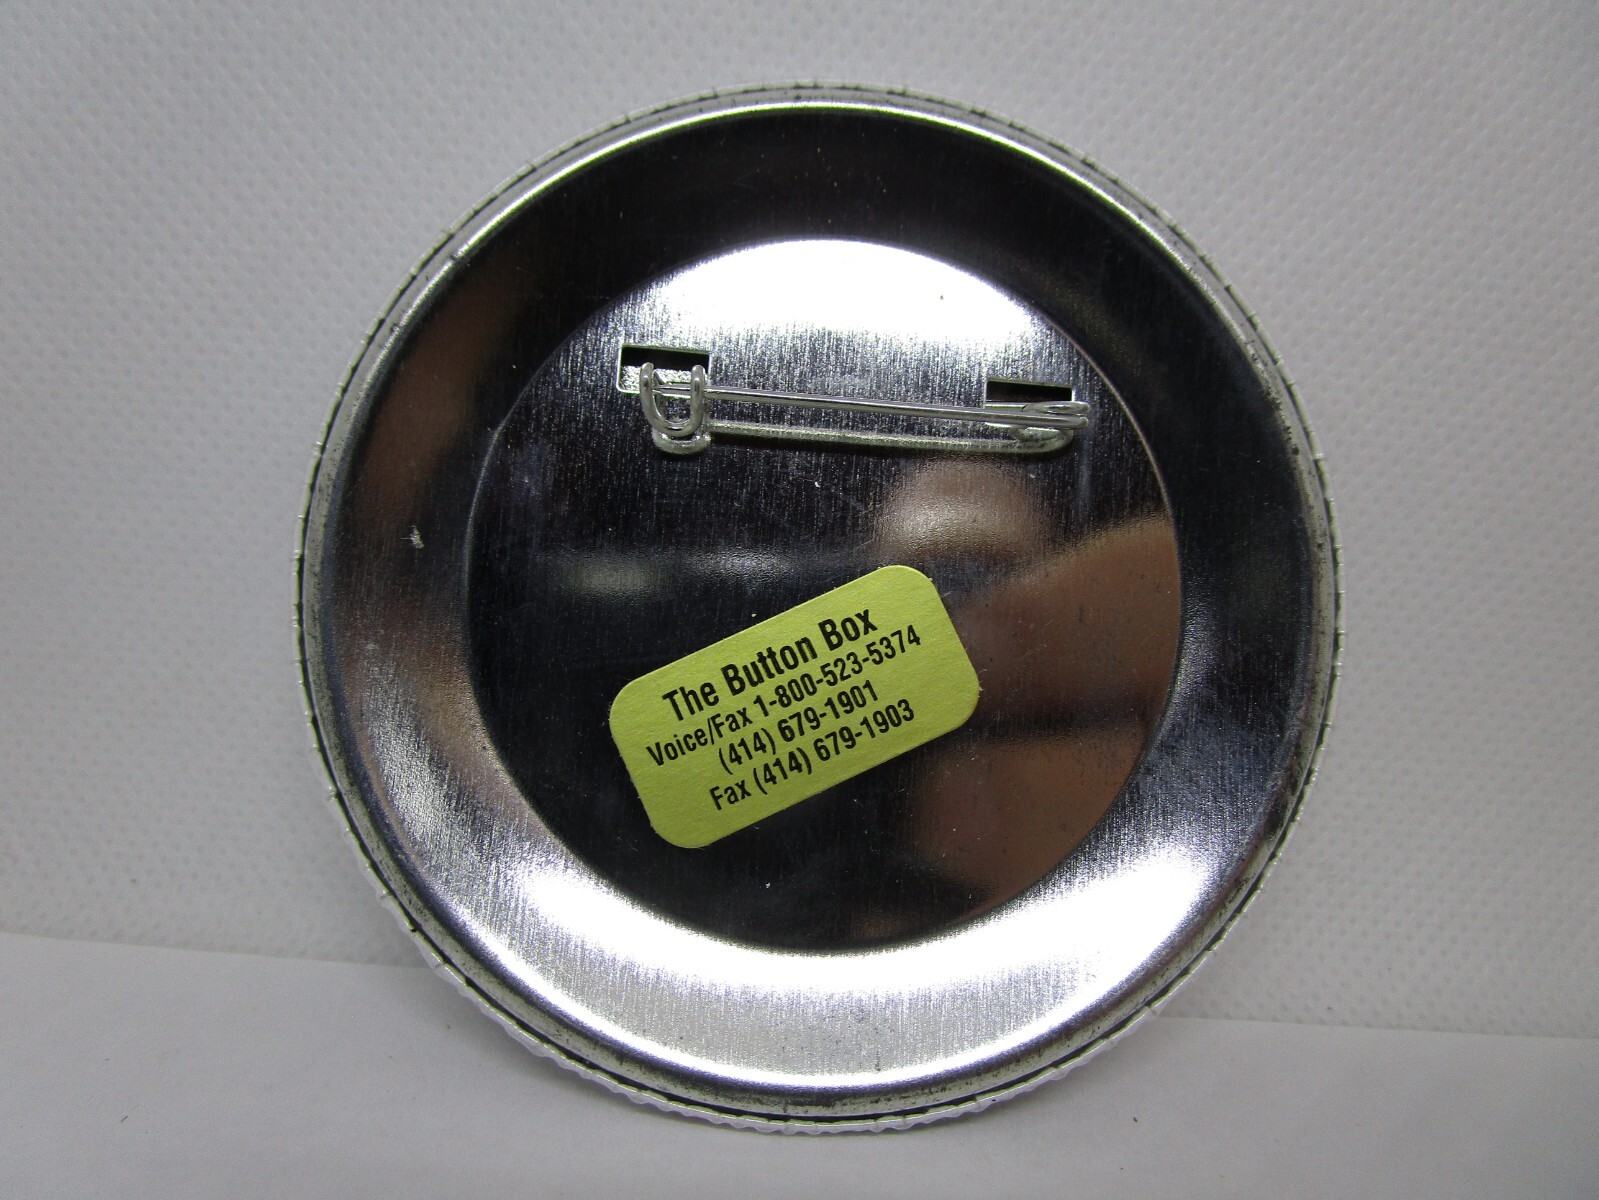 The Button Box
Voice/Fax 1-800-523-5374
(414) 679-1901
Fax (414) 679-1903